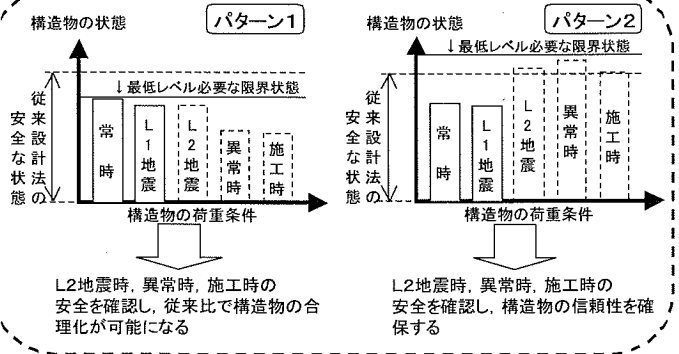 構造物の状態
パターン1
↓最低レベル必要な限界状態
従来設計法の
安全な状態
常時
L1地震
L2地震
異常時
施工時
構造物の荷重条件
L2地震時，異常時，施工時の
安全を確認し，従来比で構造物の合
理化が可能になる
構造物の状態
パターン2
↓最低レベル必要な限界状態
従来設計法の
安全な状態
常時
L1地震
L2地震
異常時
施工時
構造物の荷重条件
L2地震時，異常時，施工時の
安全を確認し，構造物の信頼性を確
保する